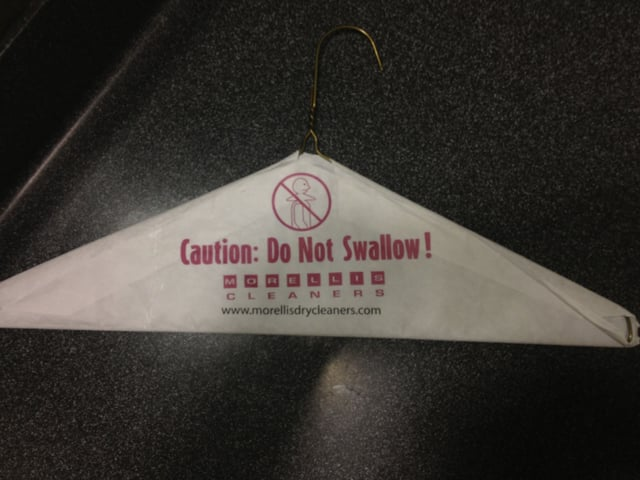 Caution: Do Not Swallow!
MORELLIS
CLEANERS
www.morellisdrycleaners.com